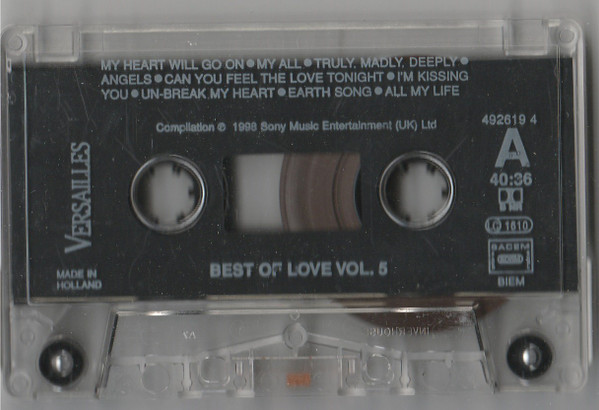 MY HEART WILL GO ON ● MY ALL ● TRULY, MADLY, DEEPLY ●
ANGELS ● CAN YOU FEEL THE LOVE TONIGHT ● I'M KISSING
YOU ● UN-BREAK MY HEART ● EARTH SONG ● ALL MY LIFE
Compilation ℗ 1998 Sony Music Entertainment (UK) Ltd
492619 4
A
40:36
LC 1610
SACEM
BIEM
VERSAILLES
MADE IN
HOLLAND
BEST OF LOVE VOL. 5